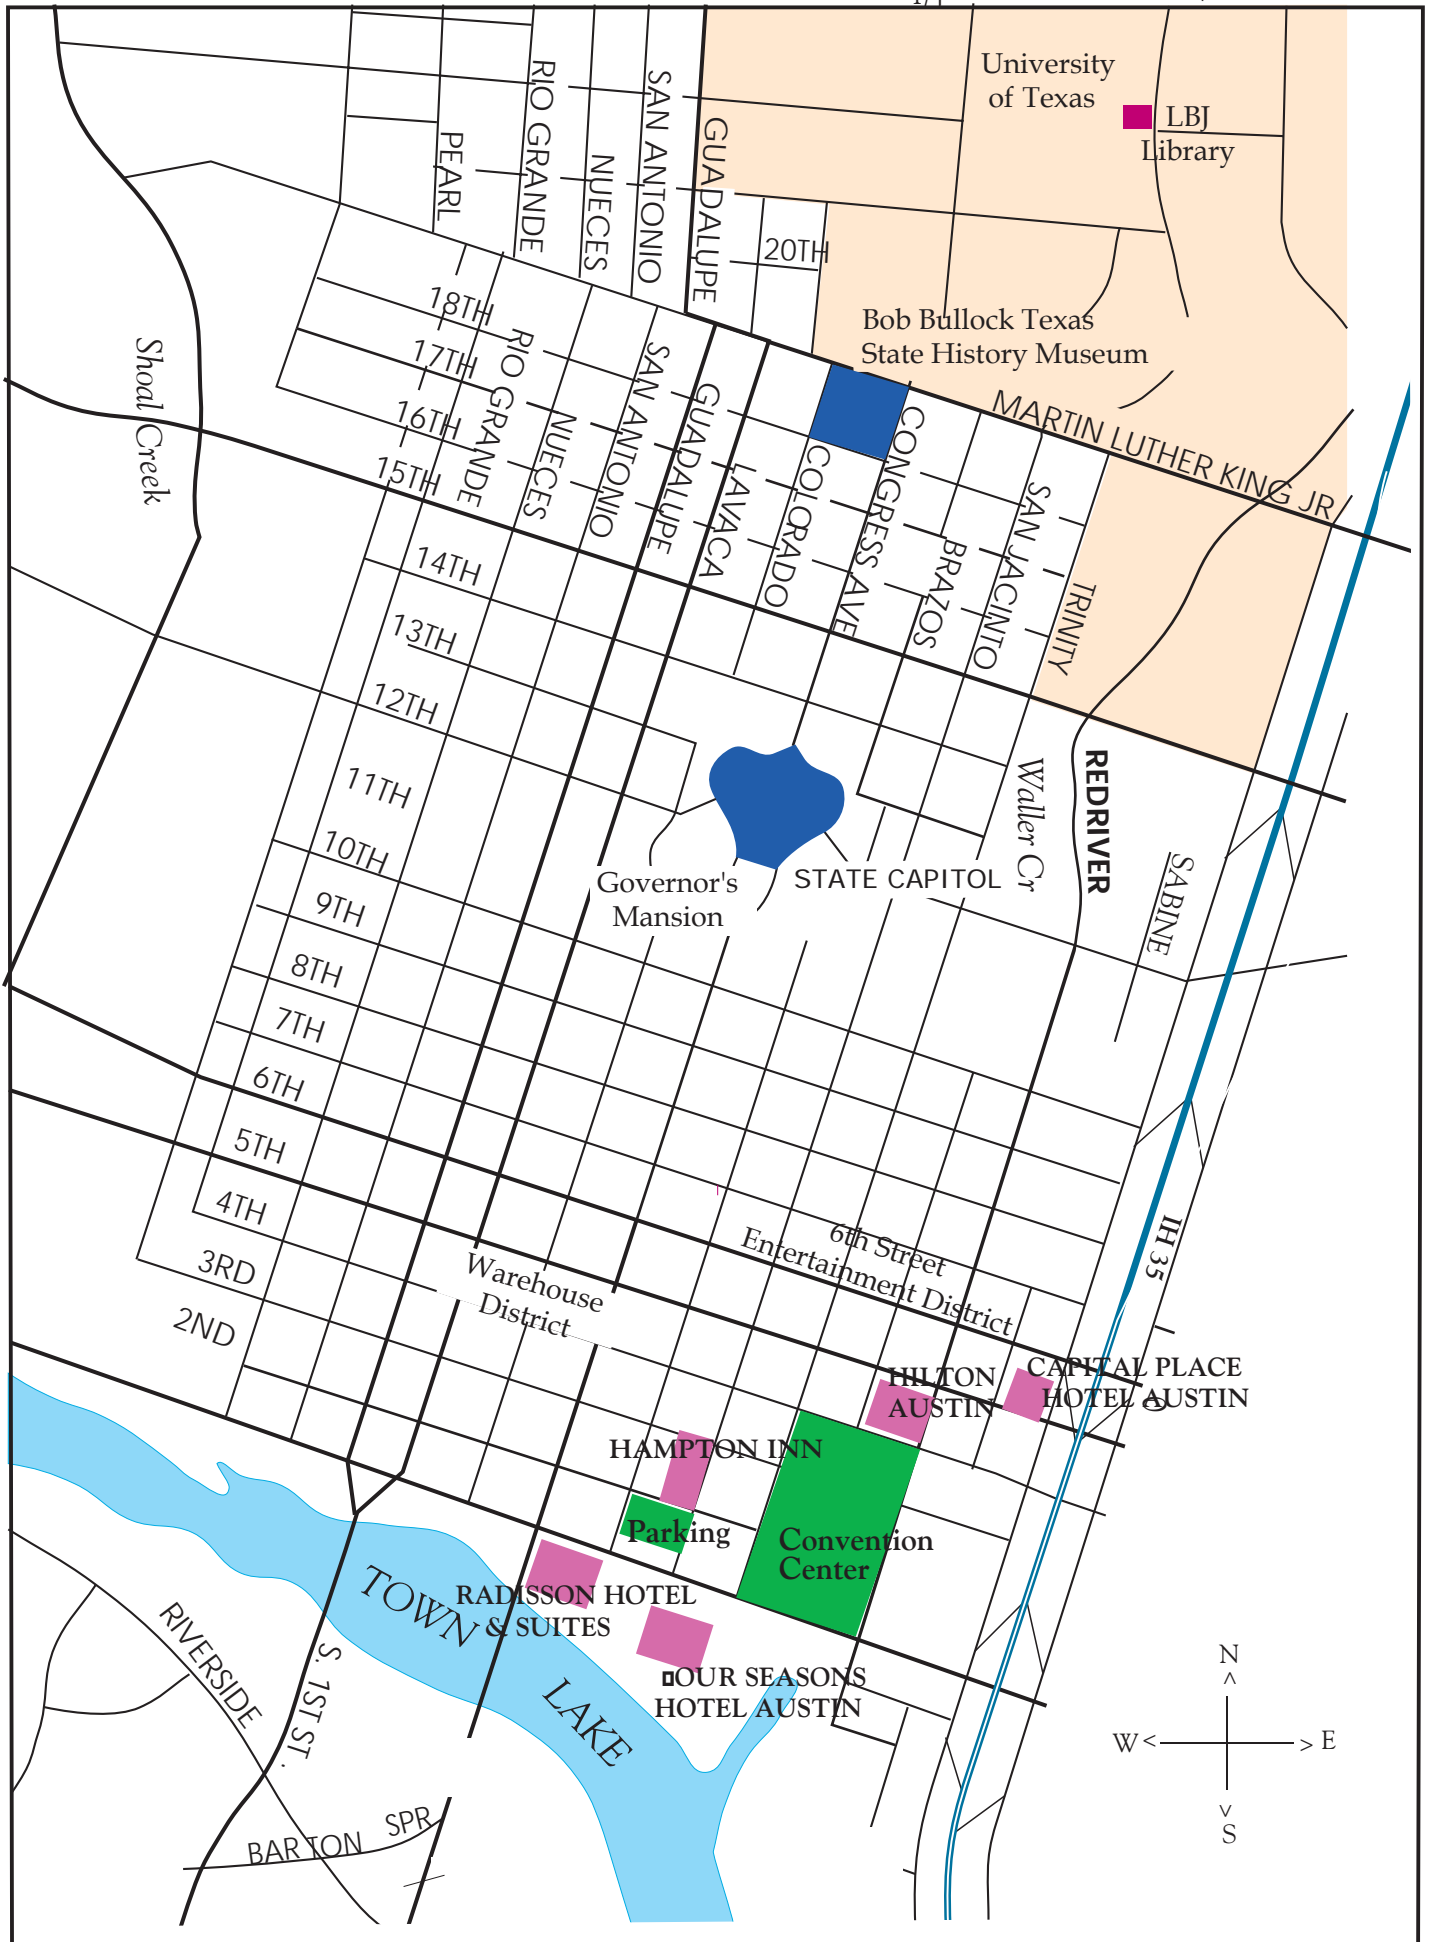 University
of Texas
LBJ
Library
RIO GRANDE
SAN ANTONIO
PEARL
NUECES
GUADALUPE
20TH
Bob Bullock Texas
State History Museum
MARTIN LUTHER KING JR
18TH
17TH
16TH
15TH
RIO GRANDE
NUECES
SAN ANTONIO
GUADALUPE
LAVACA
COLORADO
CONGRESS AVE
BRAZOS
SAN JACINTO
TRINITY
Shoal Creek
14TH
13TH
12TH
11TH
10TH
9TH
8TH
7TH
6TH
5TH
4TH
3RD
2ND
Governor's
Mansion
STATE CAPITOL
Waller Cr
REDRIVER
SABINE
IH 35
6th Street
Entertainment District
Warehouse
District
HILTON
AUSTIN
CAPITAL PLACE
HOTEL AUSTIN
HAMPTON INN
Parking
Convention
Center
RADISSON HOTEL
& SUITES
OUR SEASONS
HOTEL AUSTIN
TOWN
LAKE
RIVERSIDE
S. 1ST ST.
BARTON SPR
N
W < > E
S